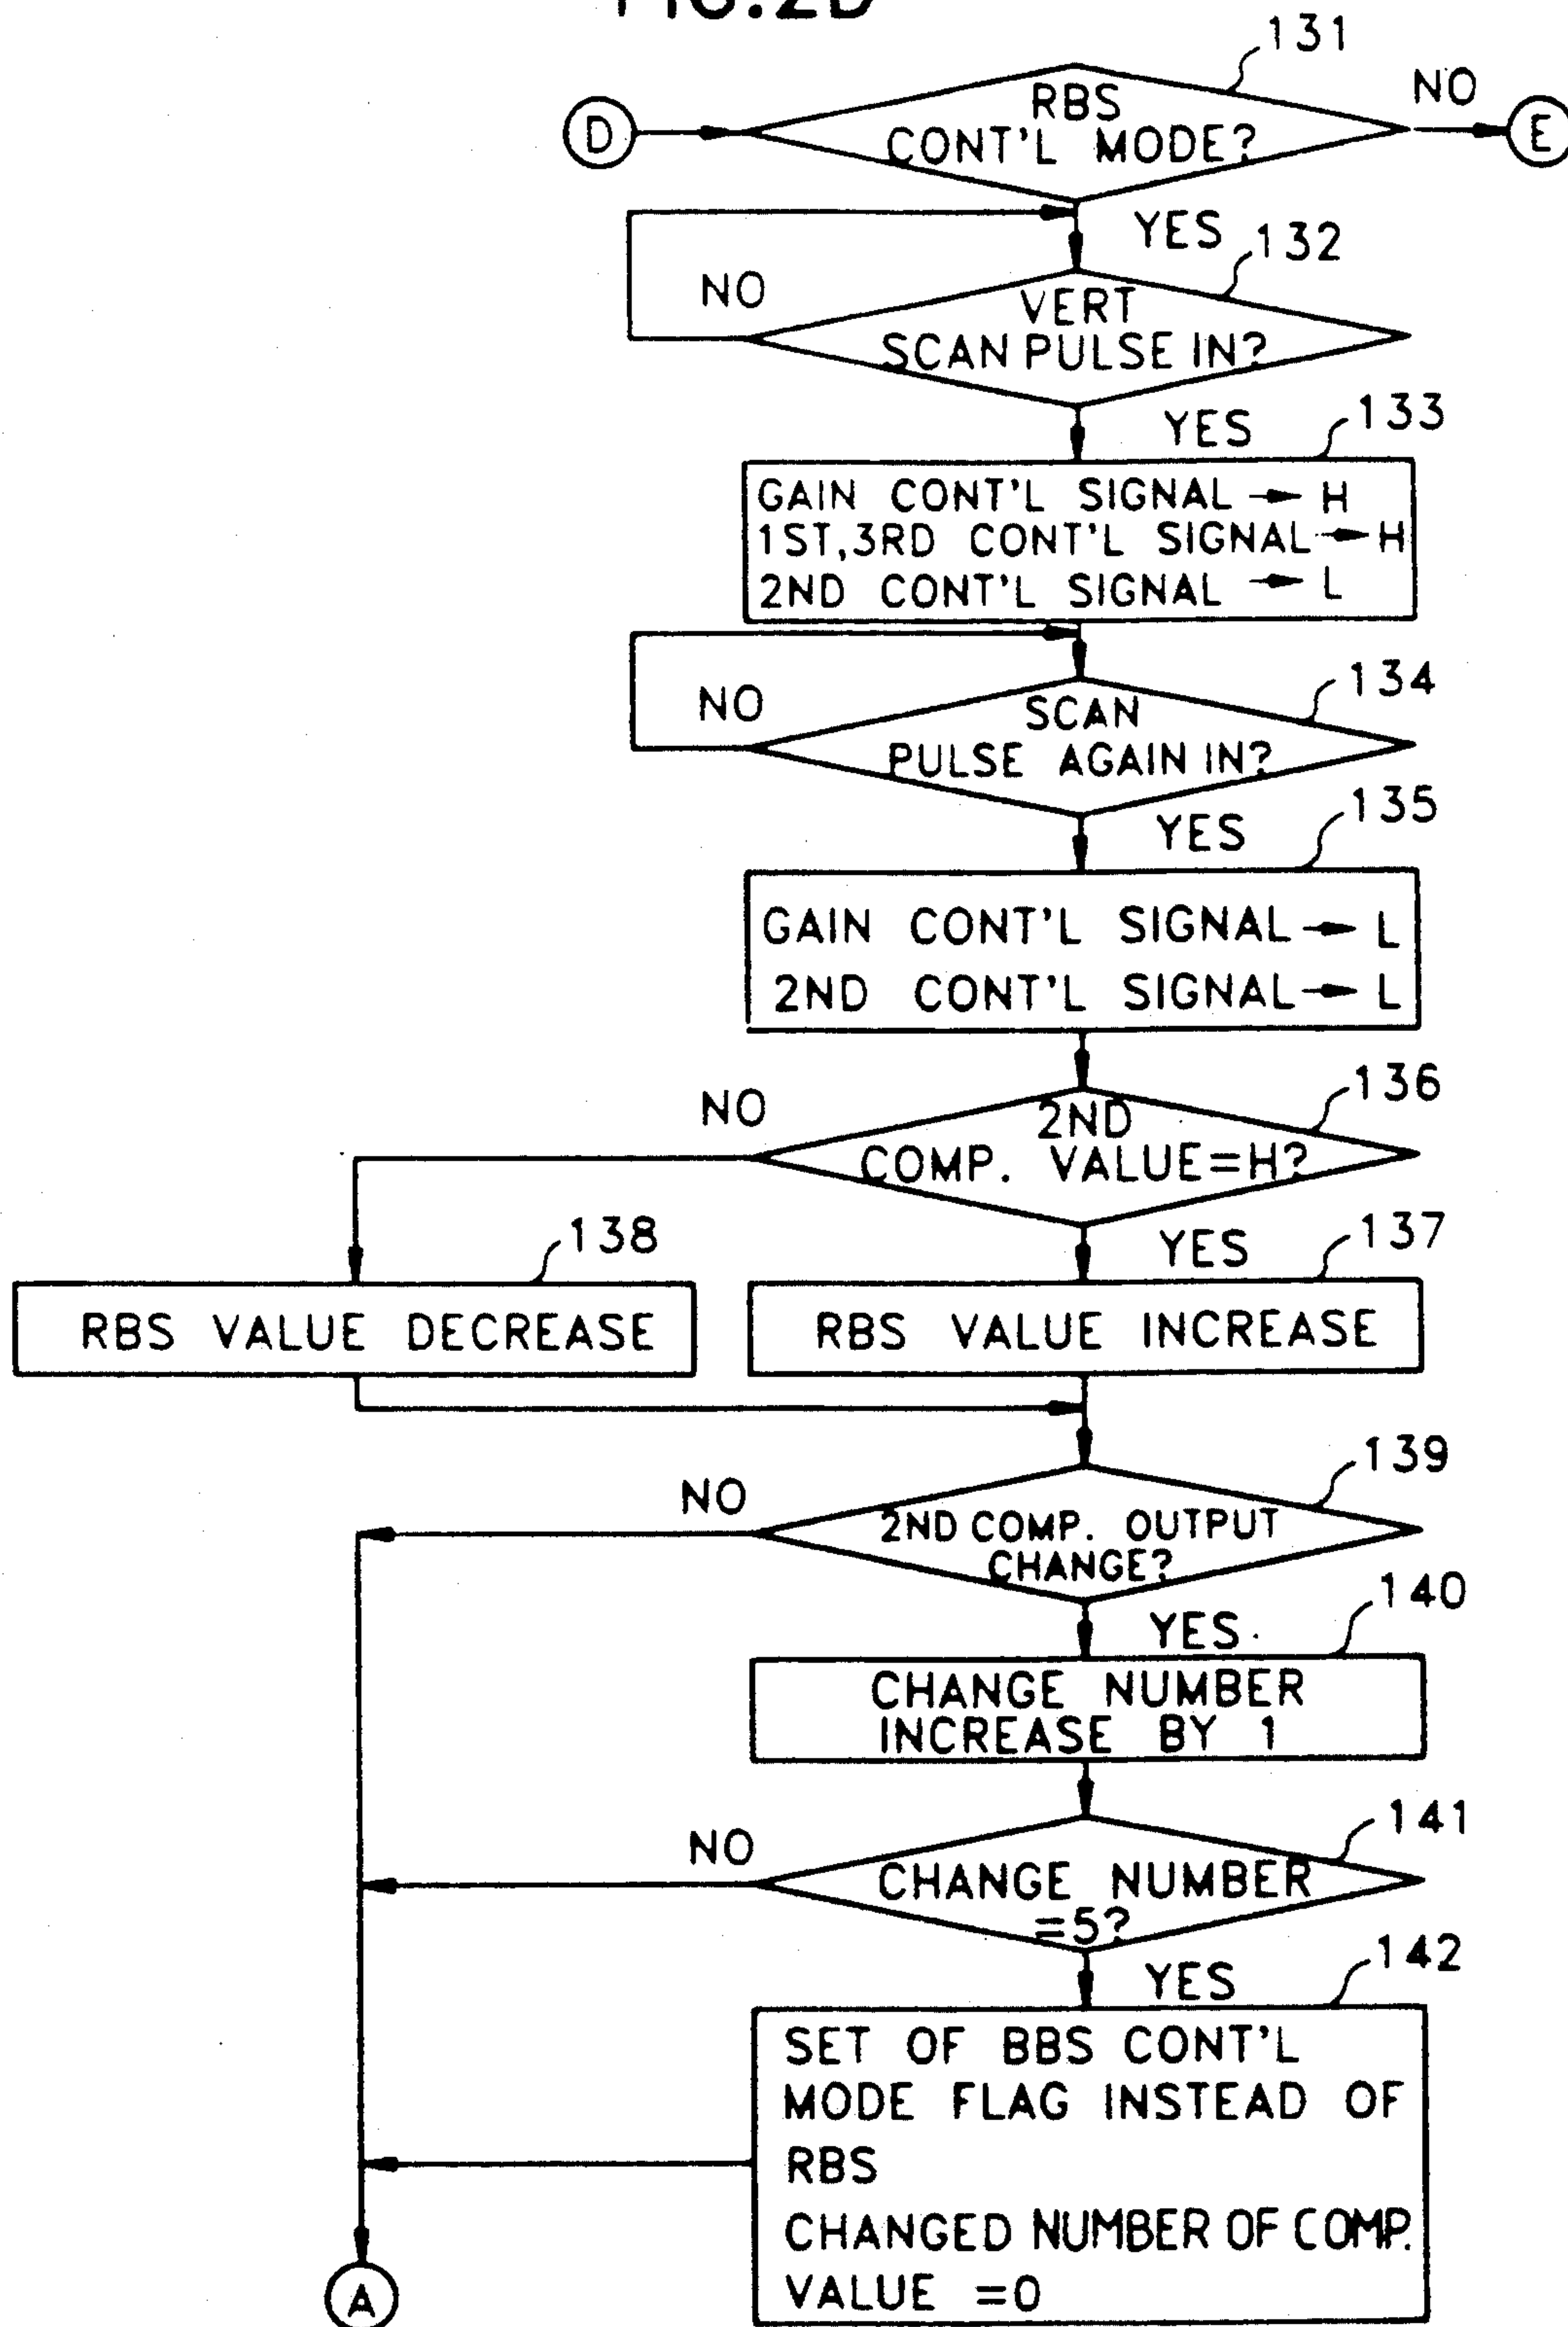 FIG.2D
131
D
RBS
CONT'L MODE?
NO
E
YES
132
NO
VERT
SCAN PULSE IN?
YES
133
GAIN CONT'L SIGNAL → H
1ST,3RD CONT'L SIGNAL → H
2ND CONT'L SIGNAL → L
134
NO
SCAN
PULSE AGAIN IN?
YES
135
GAIN CONT'L SIGNAL → L
2ND CONT'L SIGNAL → L
136
NO
2ND
COMP. VALUE=H?
138
YES
137
RBS VALUE DECREASE
RBS VALUE INCREASE
139
NO
2ND COMP. OUTPUT
CHANGE?
140
YES
CHANGE NUMBER
INCREASE BY 1
141
NO
CHANGE NUMBER
=5?
142
YES
SET OF BBS CONT'L
MODE FLAG INSTEAD OF
RBS
CHANGED NUMBER OF COMP.
VALUE =0
A